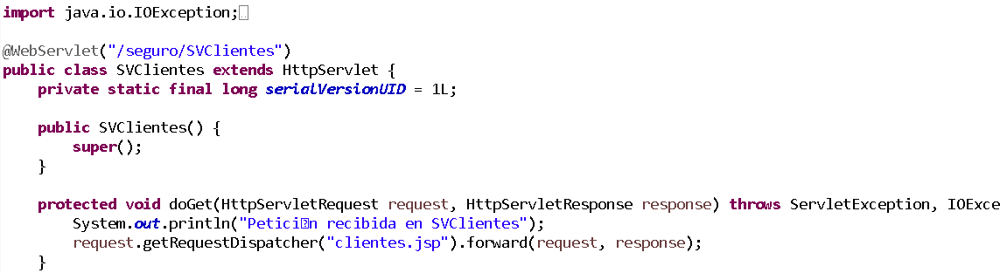 import java.io.IOException;
@WebServlet("/seguro/SVClientes")
public class SVClientes extends HttpServlet {
private static final long serialVersionUID = 1L;
public SVClientes() {
super();
}
protected void doGet(HttpServletRequest request, HttpServletResponse response) throws ServletException, IOExce
System.out.println("Petici�n recibida en SVClientes");
request.getRequestDispatcher("clientes.jsp").forward(request, response);
}